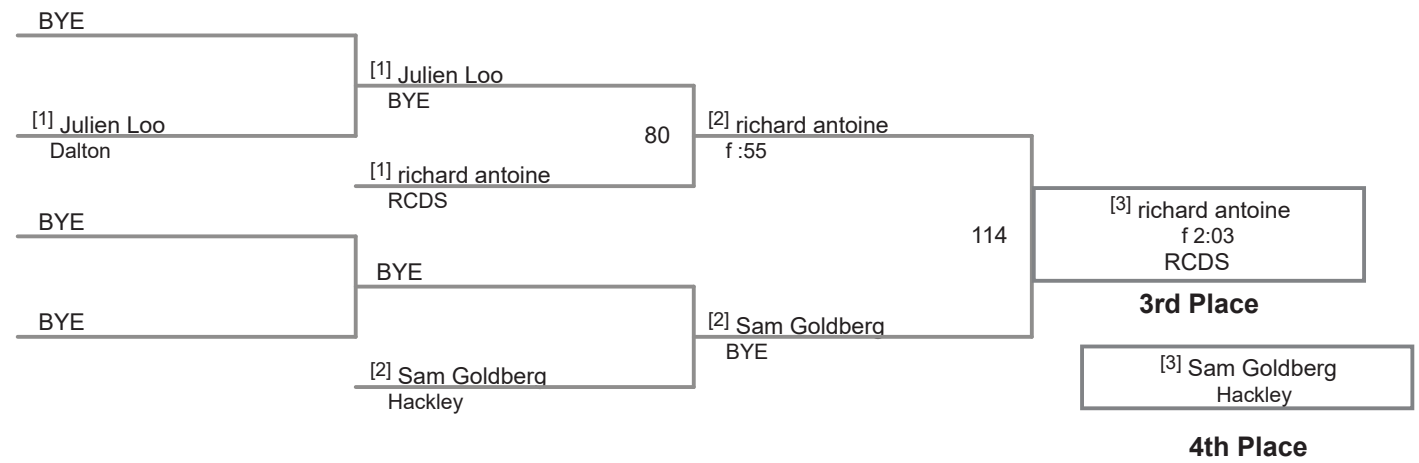 BYE
[1] Julien Loo
BYE
[1] Julien Loo
Dalton
80
[2] richard antoine
f :55
[1] richard antoine
RCDS
BYE
114
[3] richard antoine
f 2:03
RCDS
3rd Place
BYE
BYE
[2] Sam Goldberg
BYE
[2] Sam Goldberg
Hackley
[3] Sam Goldberg
Hackley
4th Place